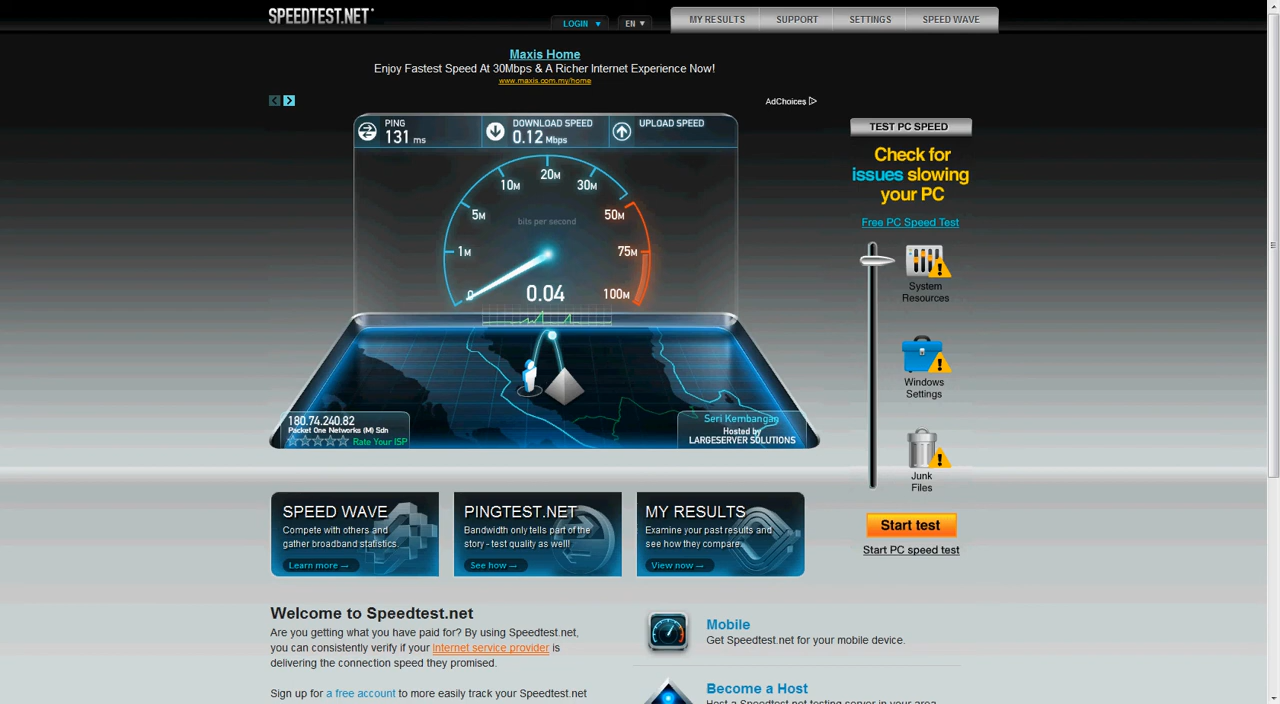 SPEEDTEST.NET
LOGIN
EN
MY RESULTS
SUPPORT
SETTINGS
SPEED WAVE
Maxis Home
Enjoy Fastest Speed At 30Mbps & A Richer Internet Experience Now!
www.maxis.com.my/home
AdChoices
PING
131 ms
DOWNLOAD SPEED
0.12 Mbps
UPLOAD SPEED
20M
10M
30M
5M
50M
bits per second
1M
75M
0
0.04
100M
180.74.240.82
Packet One Networks (M) Sdn
Rate Your ISP
Seri Kembangan
Hosted by
LARGESERVER SOLUTIONS
TEST PC SPEED
Check for
issues slowing
your PC
Free PC Speed Test
System
Resources
Windows
Settings
Junk
Files
Start test
Start PC speed test
SPEED WAVE
Compete with others and
gather broadband statistics.
Learn more →
PINGTEST.NET
Bandwidth only tells part of the
story - test quality as well!
See how →
MY RESULTS
Examine your past results and
see how they compare.
View now →
Welcome to Speedtest.net
Are you getting what you have paid for? By using Speedtest.net,
you can consistently verify if your Internet service provider is
delivering the connection speed they promised.
Sign up for a free account to more easily track your Speedtest.net
Mobile
Get Speedtest.net for your mobile device.
Become a Host
Host a Speedtest.net testing server in your area